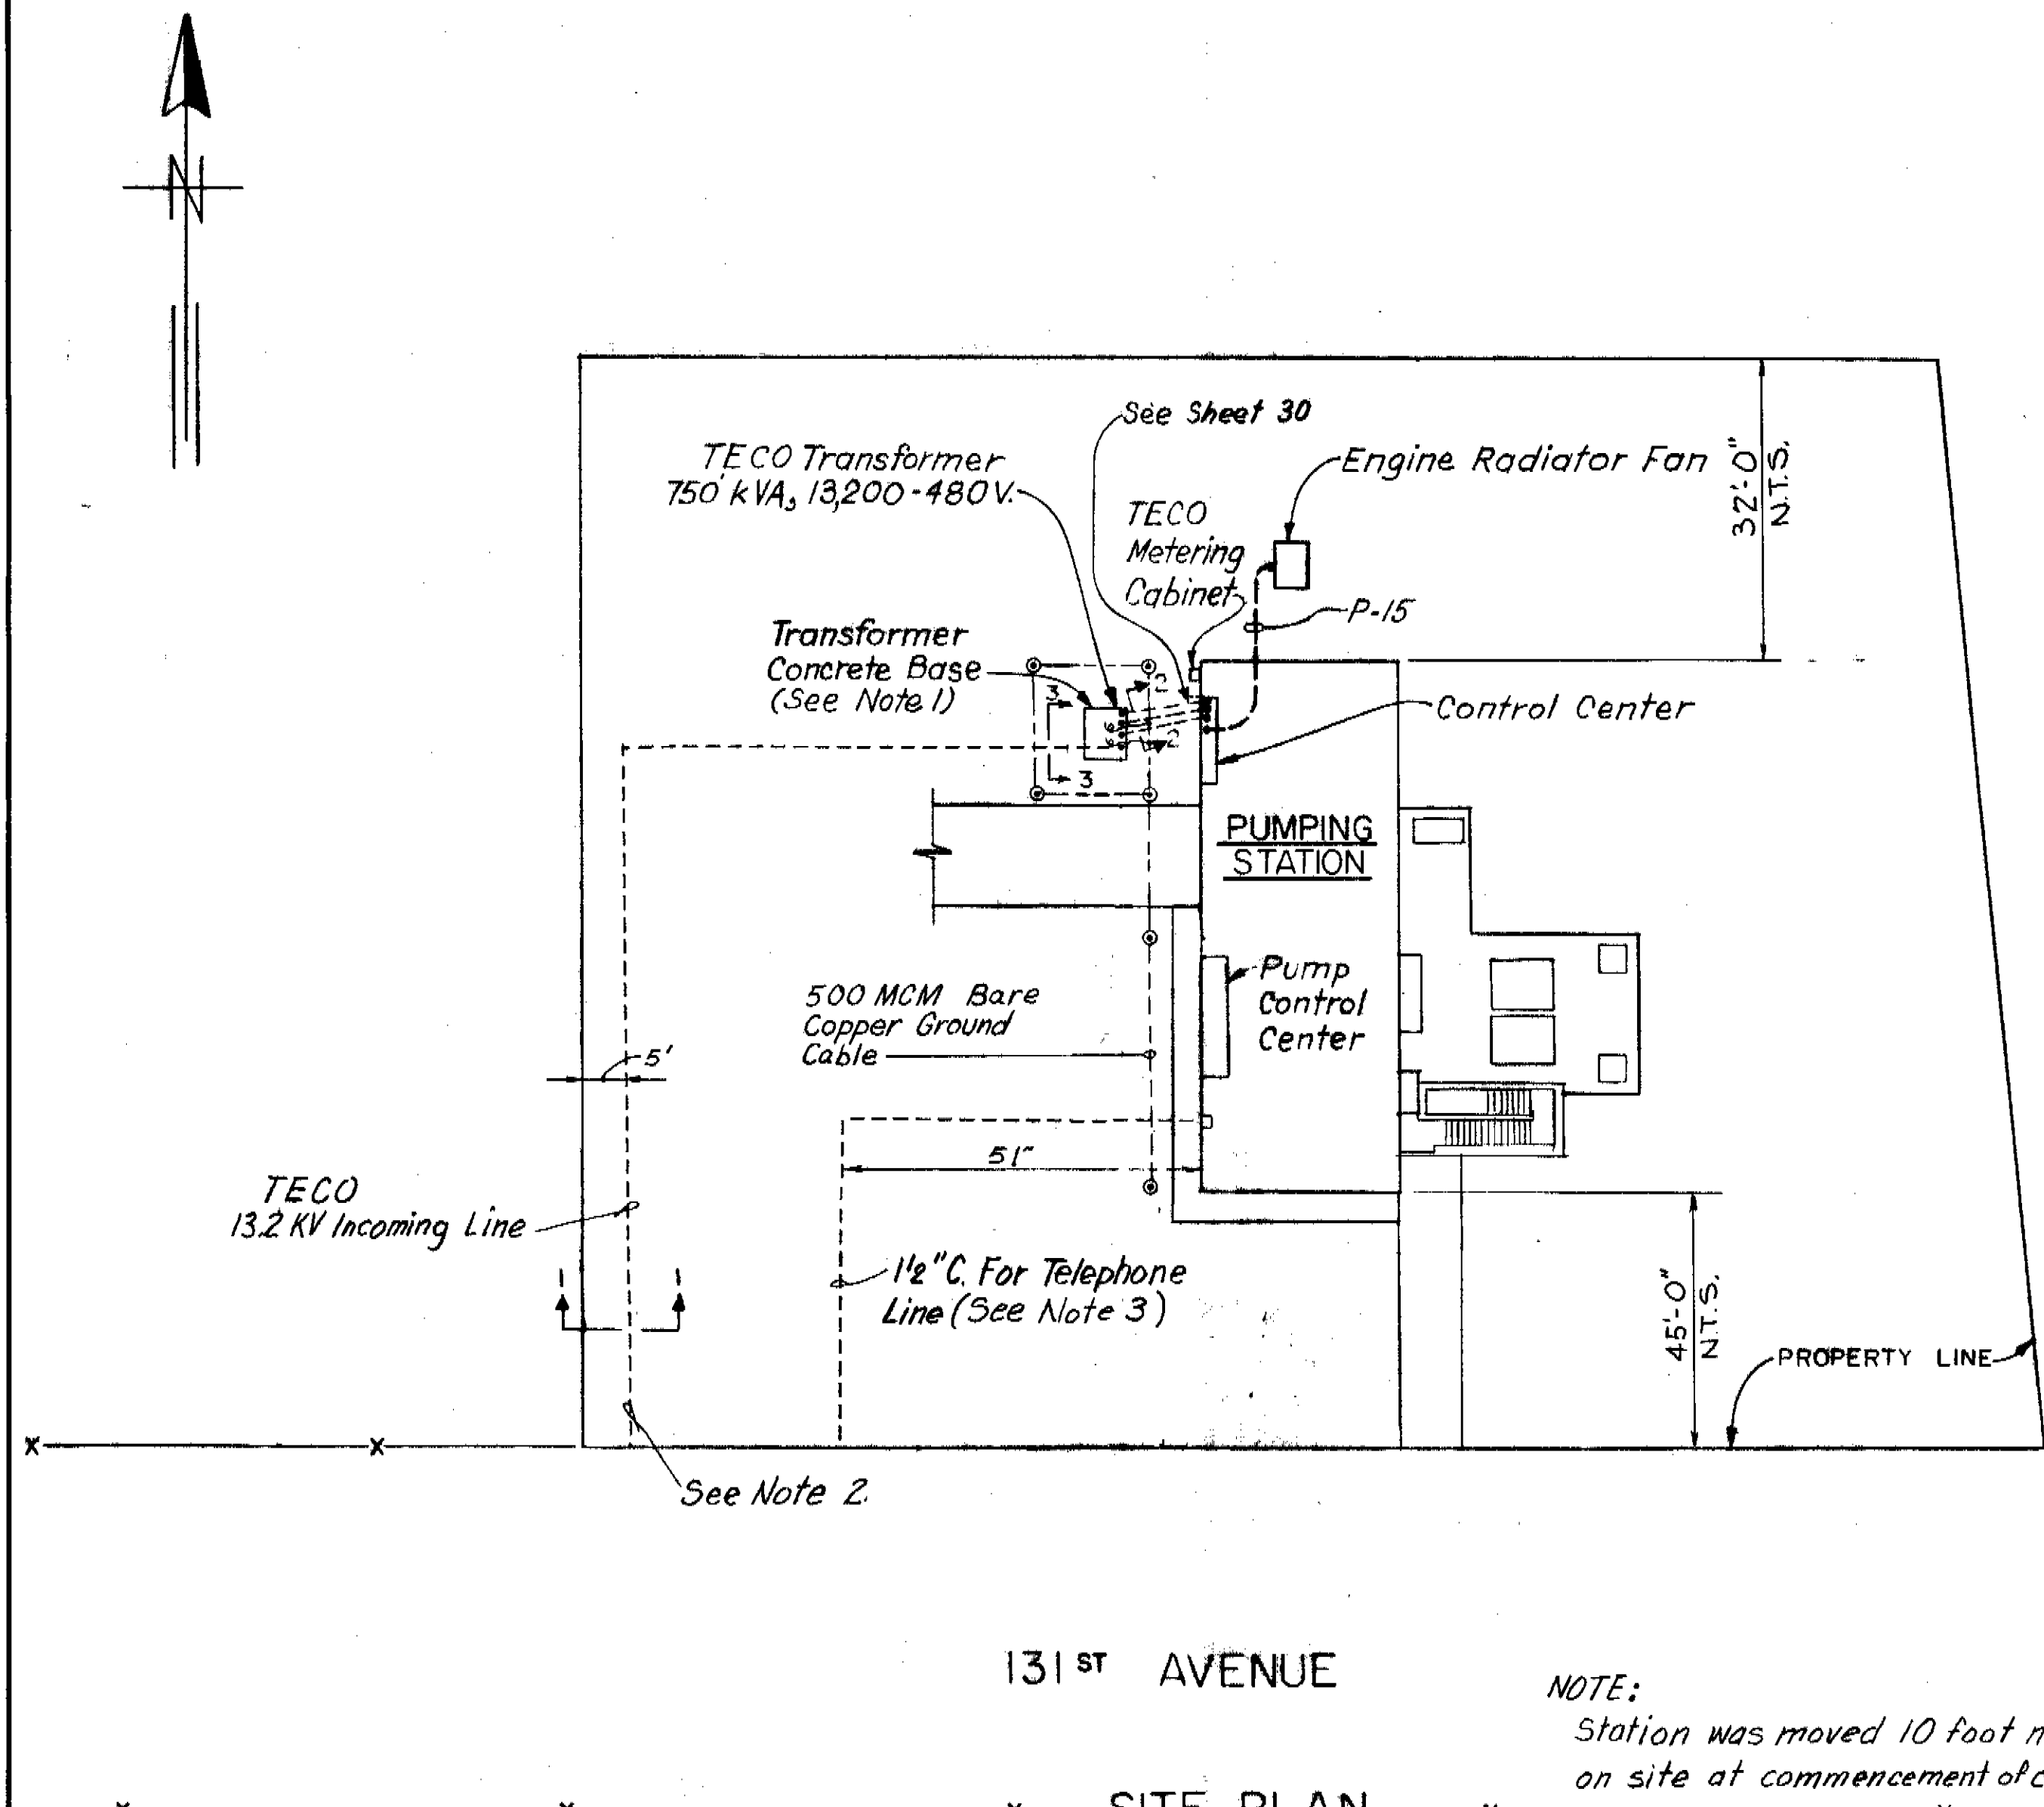 N
See Sheet 30
TECO Transformer
750 kVA, 13,200-480V.
Engine Radiator Fan
32'-0"
N.T.S.
TECO
Metering
Cabinet
P-15
Transformer
Concrete Base
(See Note 1)
3
2
2
3
Control Center
PUMPING
STATION
Pump
Control
Center
500 MCM Bare
Copper Ground
Cable
5'
51"
TECO
13.2 KV Incoming Line
1½"C. For Telephone
Line (See Note 3)
1
1
45'-0"
N.T.S.
PROPERTY LINE
x
x
See Note 2.
131ST AVENUE
NOTE:
Station was moved 10 foot
on site at commencement of
SITE PLAN